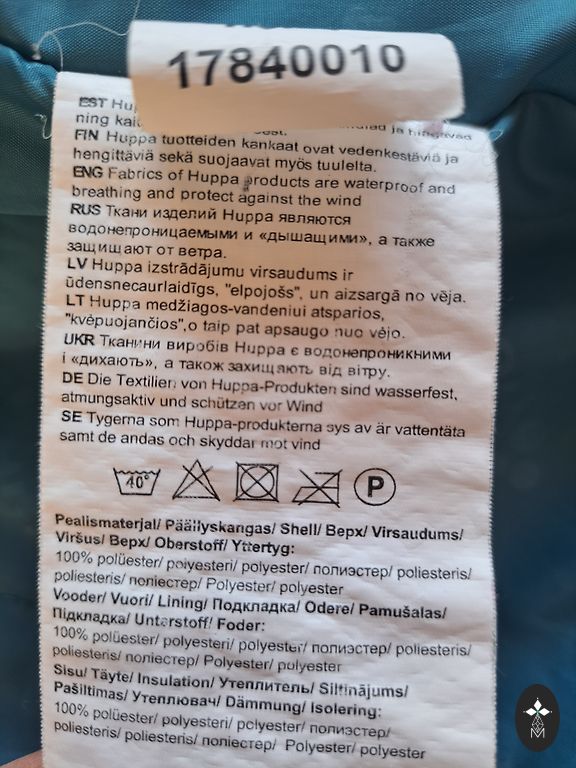 17840010
EST Hup
ning kait
FIN Huppa tuotteiden kankaat ovat vedenkestäviä ja
hengittäviä sekä suojaavat myös tuulelta.
ENG Fabrics of Huppa products are waterproof and
breathing and protect against the wind
RUS Ткани изделий Huppa являются
водонепроницаемыми и «дышащими», а также
защищают от ветра.
LV Huppa izstrādājumu virsaudums ir
ūdensnecaurlaidīgs, "elpojošs", un aizsargā no vēja.
LT Huppa medžiagos-vandeniui atsparios,
"kvėpuojančios",o taip pat apsaugo nuo vėjo.
UKR Тканини виробів Huppa є водонепроникними
і «дихають», а також захищають від вітру.
DE Die Textilien von Huppa-Produkten sind wasserfest,
atmungsaktiv und schützen vor Wind
SE Tygerna som Huppa-produkterna sys av är vattentäta
samt de andas och skyddar mot vind
40° P
Pealismaterjal/ Päällyskangas/ Shell/ Верх/ Virsaudums/
Viršus/ Верх/ Oberstoff/ Yttertyg:
100% polüester/ polyesteri/ polyester/ полиэстер/ poliesteris/
poliesteris/ поліестер/ Polyester/ polyester
Vooder/ Vuori/ Lining/ Подкладка/ Odere/ Pamušalas/
Підкладка/ Unterstoff/ Foder:
100% polüester/ polyesteri/ polyester/ полиэстер/ poliesteris/
poliesteris/ поліестер/ Polyester/ polyester
Sisu/ Täyte/ Insulation/ Утеплитель/ Siltinājums/
Pašiltimas/ Утеплювач/ Dämmung/ Isolering:
100% polüester/ polyesteri/ polyester/ полиэстер/
poliesteris/ poliesteris/ поліестер/ Polyester/ polyester